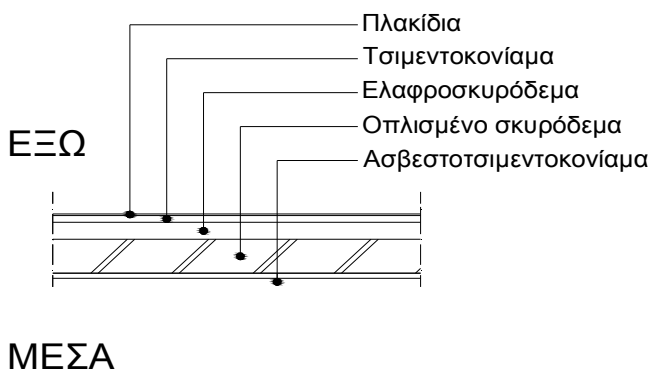 Πλακίδια
Τσιμεντοκονίαμα
Ελαφροσκυρόδεμα
Οπλισμένο σκυρόδεμα
ΕΞΩ
Ασβεστοτσιμεντοκονίαμα
ΜΕΣΑ